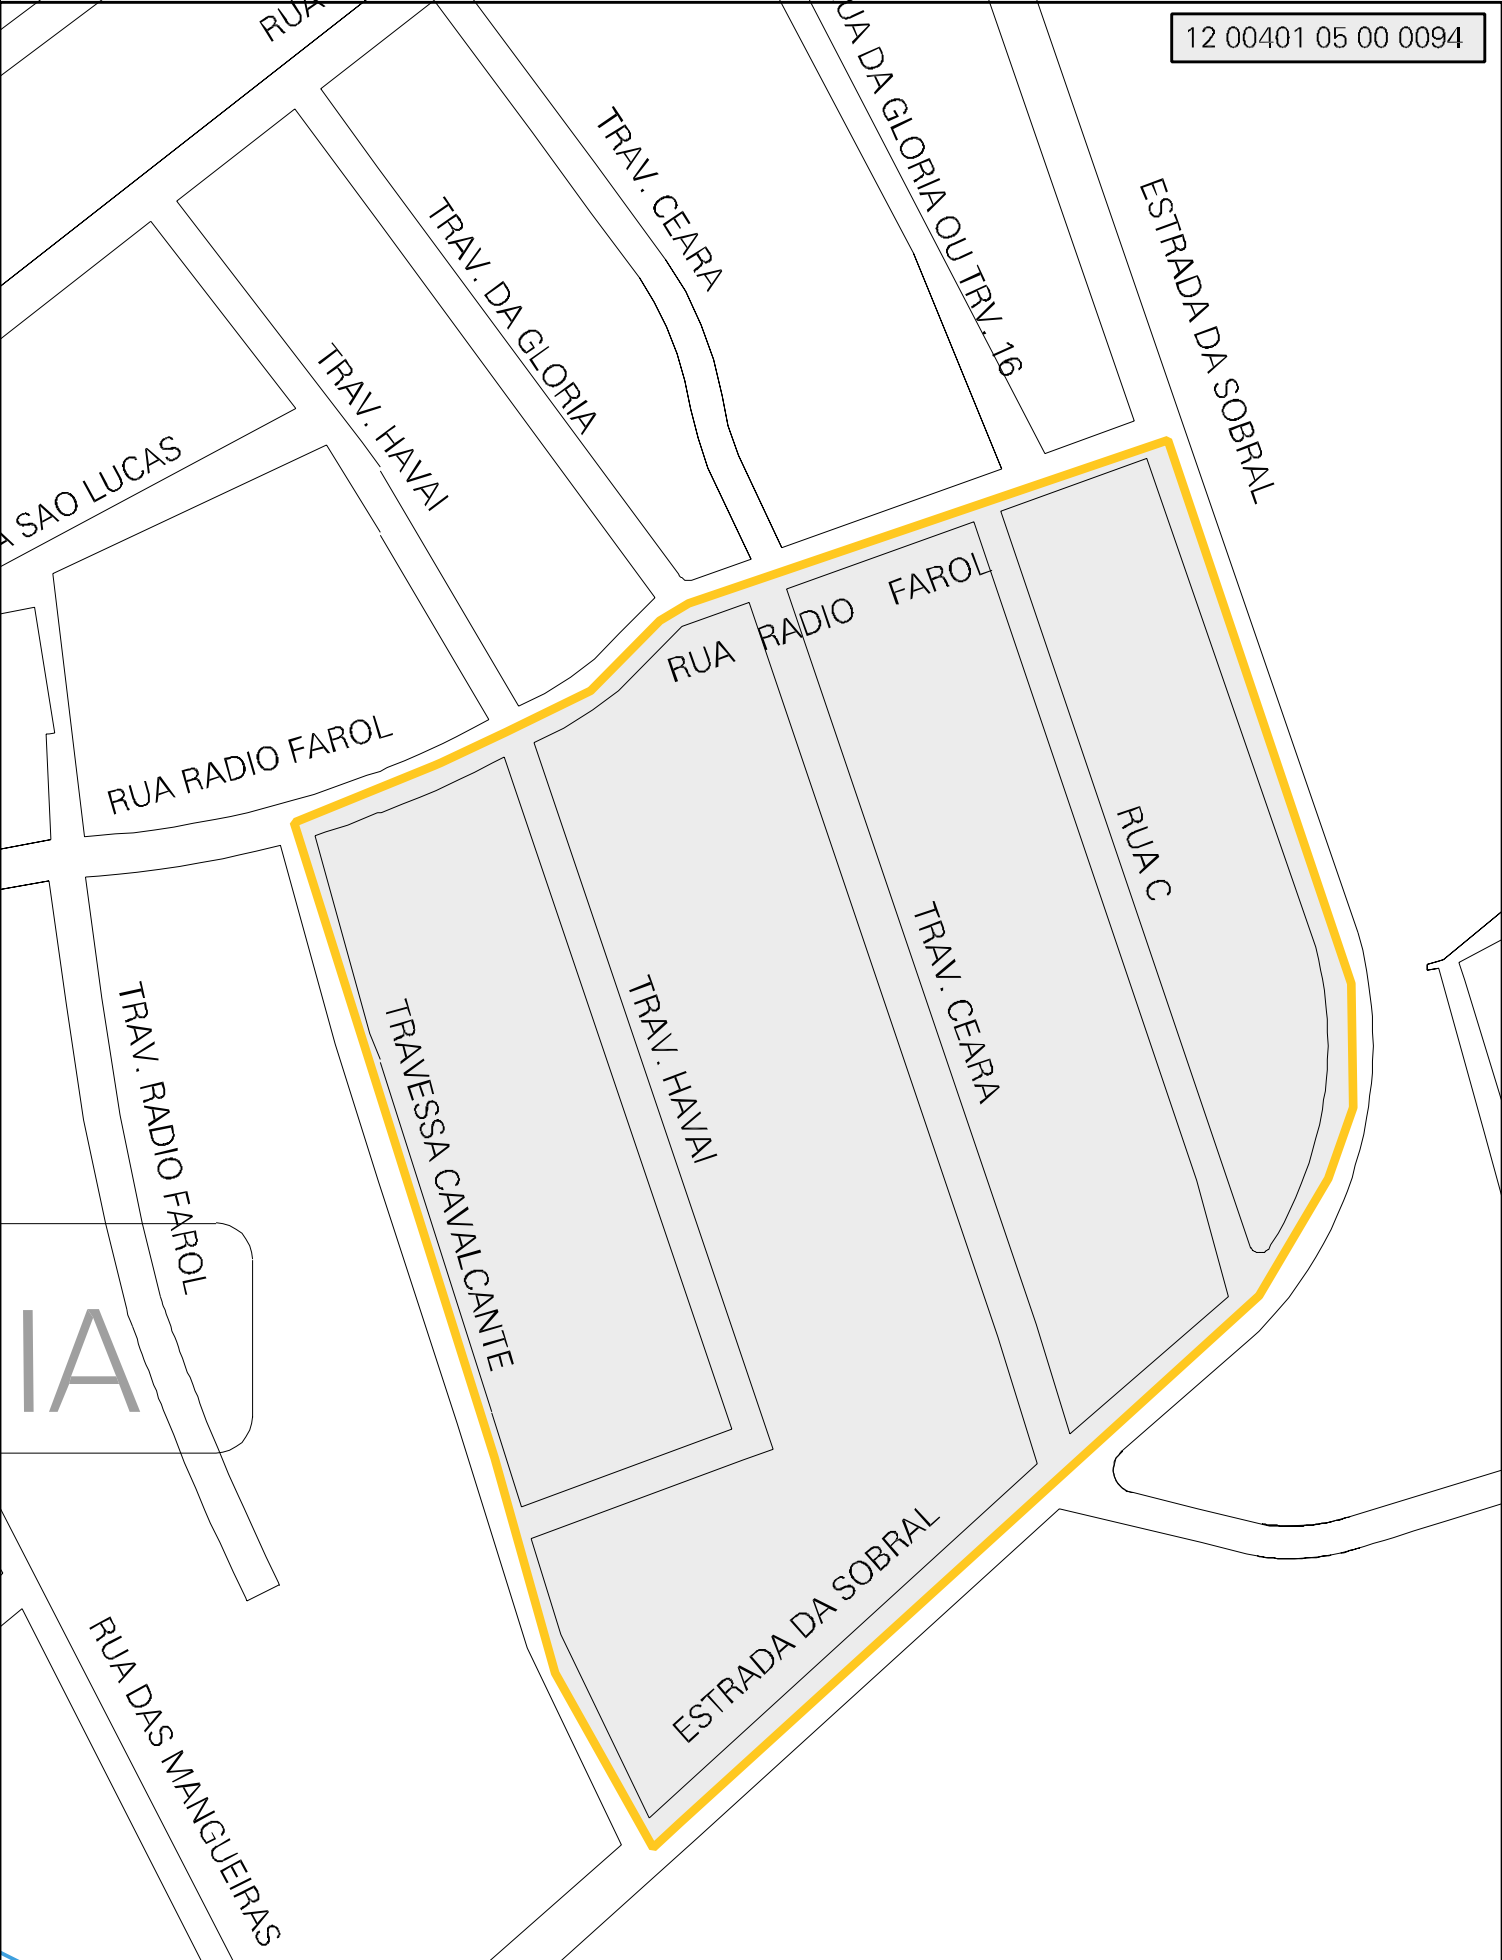 12 00401 05 00 0094
RUA
TRAV. CEARA
UA DA GLORIA OU TRV. 16
ESTRADA DA SOBRAL
TRAV. DA GLORIA
TRAV. HAVAI
A SAO LUCAS
RUA RADIO FAROL
RUA RADIO FAROL
RUA C
TRAV. CEARA
TRAV. HAVAI
TRAVESSA CAVALCANTE
TRAV. RADIO FAROL
IA
ESTRADA DA SOBRAL
RUA DAS MANGUEIRAS